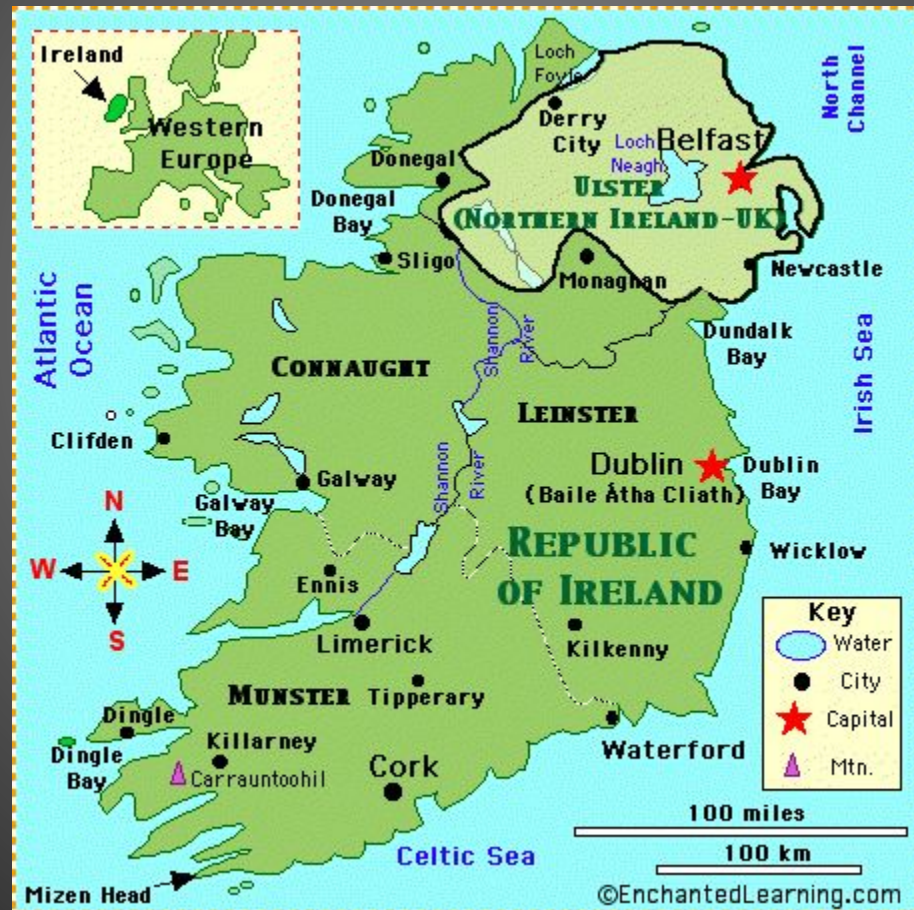 Ireland
Western
Europe
Loch
Foyle
North
Channel
Derry
City
Loch
Neagh
Belfast
Donegal
Donegal
Bay
ULSTER
(NORTHERN IRELAND-UK)
Sligo
Monaghan
Newcastle
Atlantic
Ocean
Shannon
River
Dundalk
Bay
Irish Sea
CONNAUGHT
LEINSTER
Clifden
Galway
Galway
Bay
Shannon
River
Dublin
(Baile Átha Cliath)
Dublin
Bay
N
W
E
S
REPUBLIC
OF IRELAND
Wicklow
Ennis
Limerick
Kilkenny
MUNSTER
Tipperary
Dingle
Dingle
Bay
Killarney
Carrauntoohil
Cork
Waterford
Key
Water
City
Capital
Mtn.
100 miles
100 km
Celtic Sea
Mizen Head
©EnchantedLearning.com